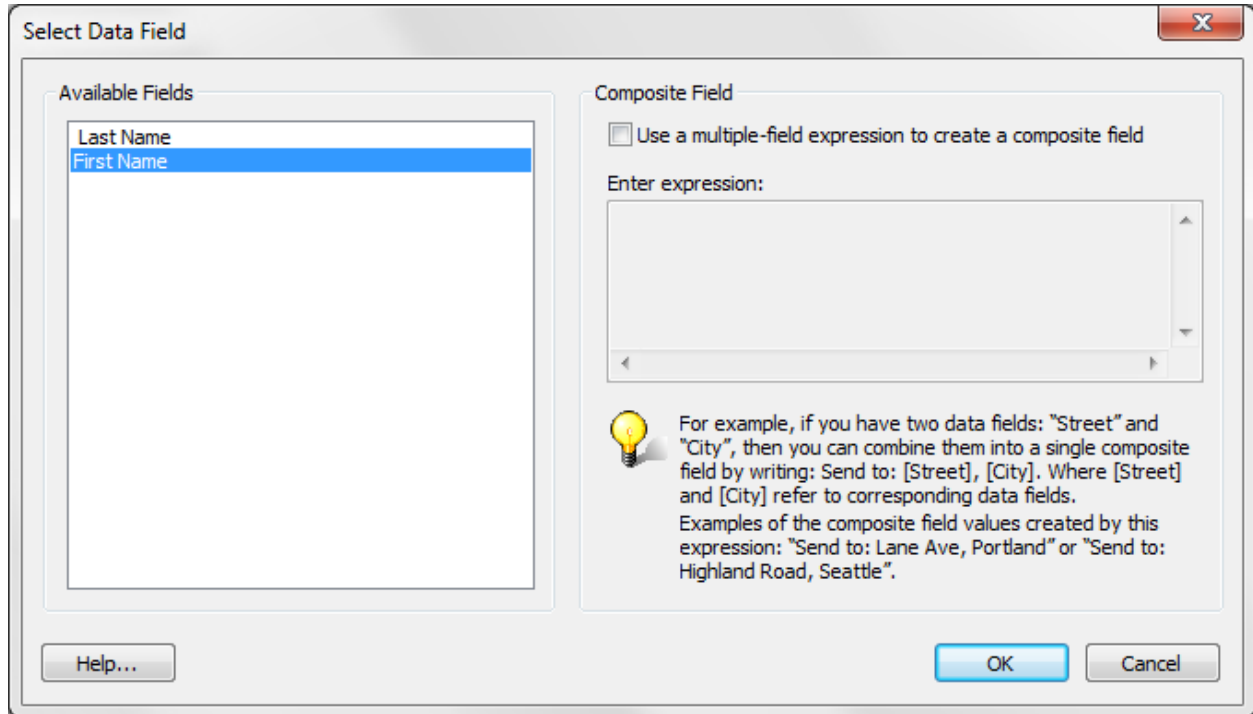 Select Data Field
Available Fields
Last Name
First Name
Composite Field
Use a multiple-field expression to create a composite field
Enter expression:
For example, if you have two data fields: “Street” and
“City”, then you can combine them into a single composite
field by writing: Send to: [Street], [City]. Where [Street]
and [City] refer to corresponding data fields.
Examples of the composite field values created by this
expression: “Send to: Lane Ave, Portland” or “Send to:
Highland Road, Seattle”.
Help...
OK
Cancel